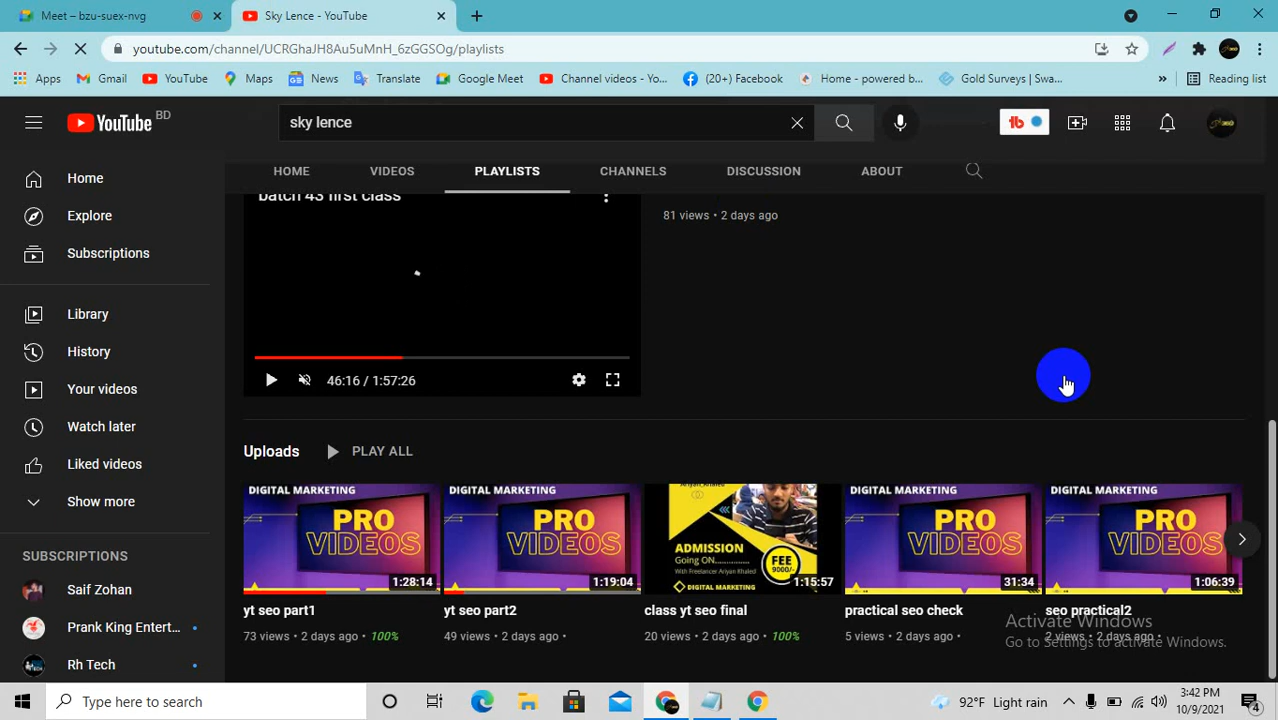 Meet – bzu-suex-nvg
Sky Lence - YouTube
youtube.com/channel/UCRGhaJH8Au5uMnH_6zGGSOg/playlists
Apps Gmail YouTube Maps News Translate Google Meet Channel videos - Yo... (20+) Facebook Home - powered b... Gold Surveys | Swa... » Reading list
YouTube BD
sky lence
HOME VIDEOS PLAYLISTS CHANNELS DISCUSSION ABOUT
Home
Explore
Subscriptions
Library
History
Your videos
Watch later
Liked videos
Show more
SUBSCRIPTIONS
Saif Zohan
Prank King Entert...
Rh Tech
batch 43 first class
81 views • 2 days ago
46:16 / 1:57:26
Uploads PLAY ALL
DIGITAL MARKETING
PRO
VIDEOS
1:28:14
yt seo part1
73 views • 2 days ago • 100%
DIGITAL MARKETING
PRO
VIDEOS
1:19:04
yt seo part2
49 views • 2 days ago •
ADMISSION
Going ON........
With Freelancer Ariyan Khaled
FEE
9000/-
DIGITAL MARKETING
1:15:57
class yt seo final
20 views • 2 days ago • 100%
DIGITAL MARKETING
PRO
VIDEOS
31:34
practical seo check
5 views • 2 days ago •
DIGITAL MARKETING
PRO
VIDEOS
1:06:39
seo practical2
2 views • 2 days ago •
Activate Windows
Go to Settings to activate Windows.
Type here to search
92°F Light rain
3:42 PM
10/9/2021
4